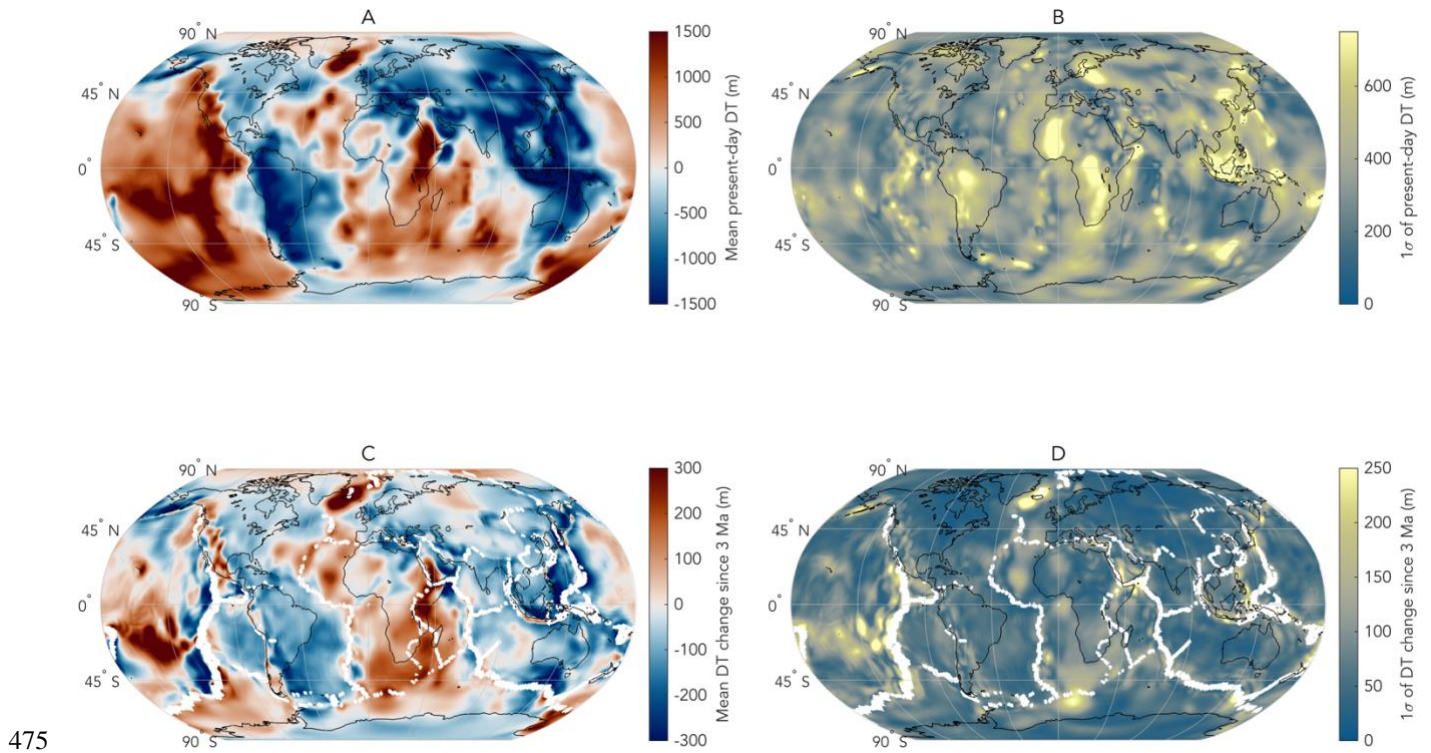 A
90° N
45° N
0°
45° S
90° S
1500
1000
500
0
-500
-1000
-1500
Mean present-day DT (m)
B
90° N
45° N
0°
45° S
90° S
600
400
200
0
1σ of present-day DT (m)
C
90° N
45° N
0°
45° S
90° S
300
200
100
0
-100
-200
-300
Mean DT change since 3 Ma (m)
D
90° N
45° N
0°
45° S
90° S
250
200
150
100
50
0
1σ of DT change since 3 Ma (m)
475